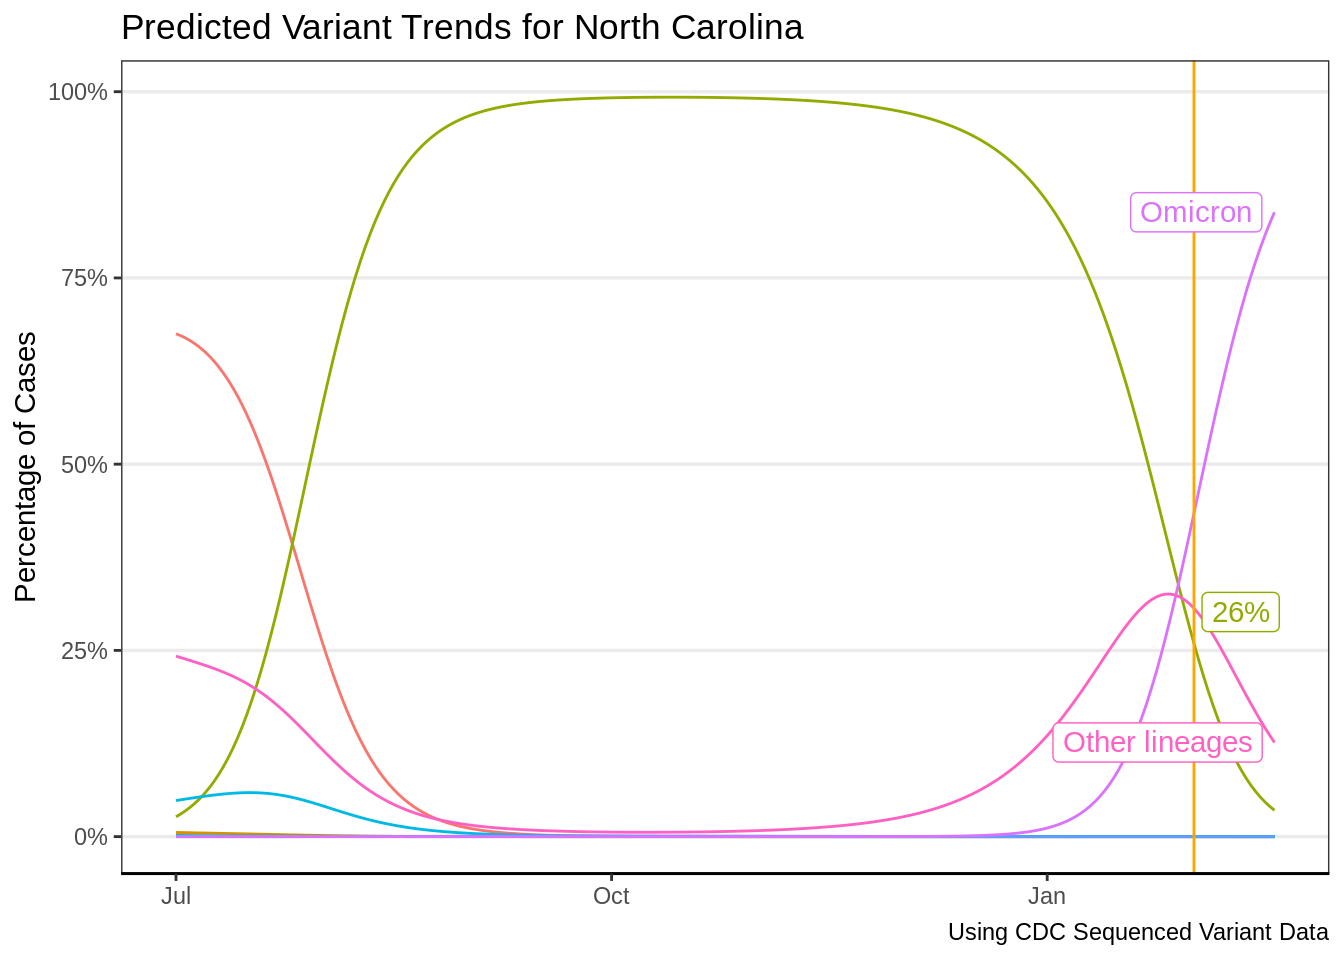 Predicted Variant Trends for North Carolina
100%
75%
50%
25%
0%
Percentage of Cases
Omicron
26%
Other lineages
Jul
Oct
Jan
Using CDC Sequenced Variant Data